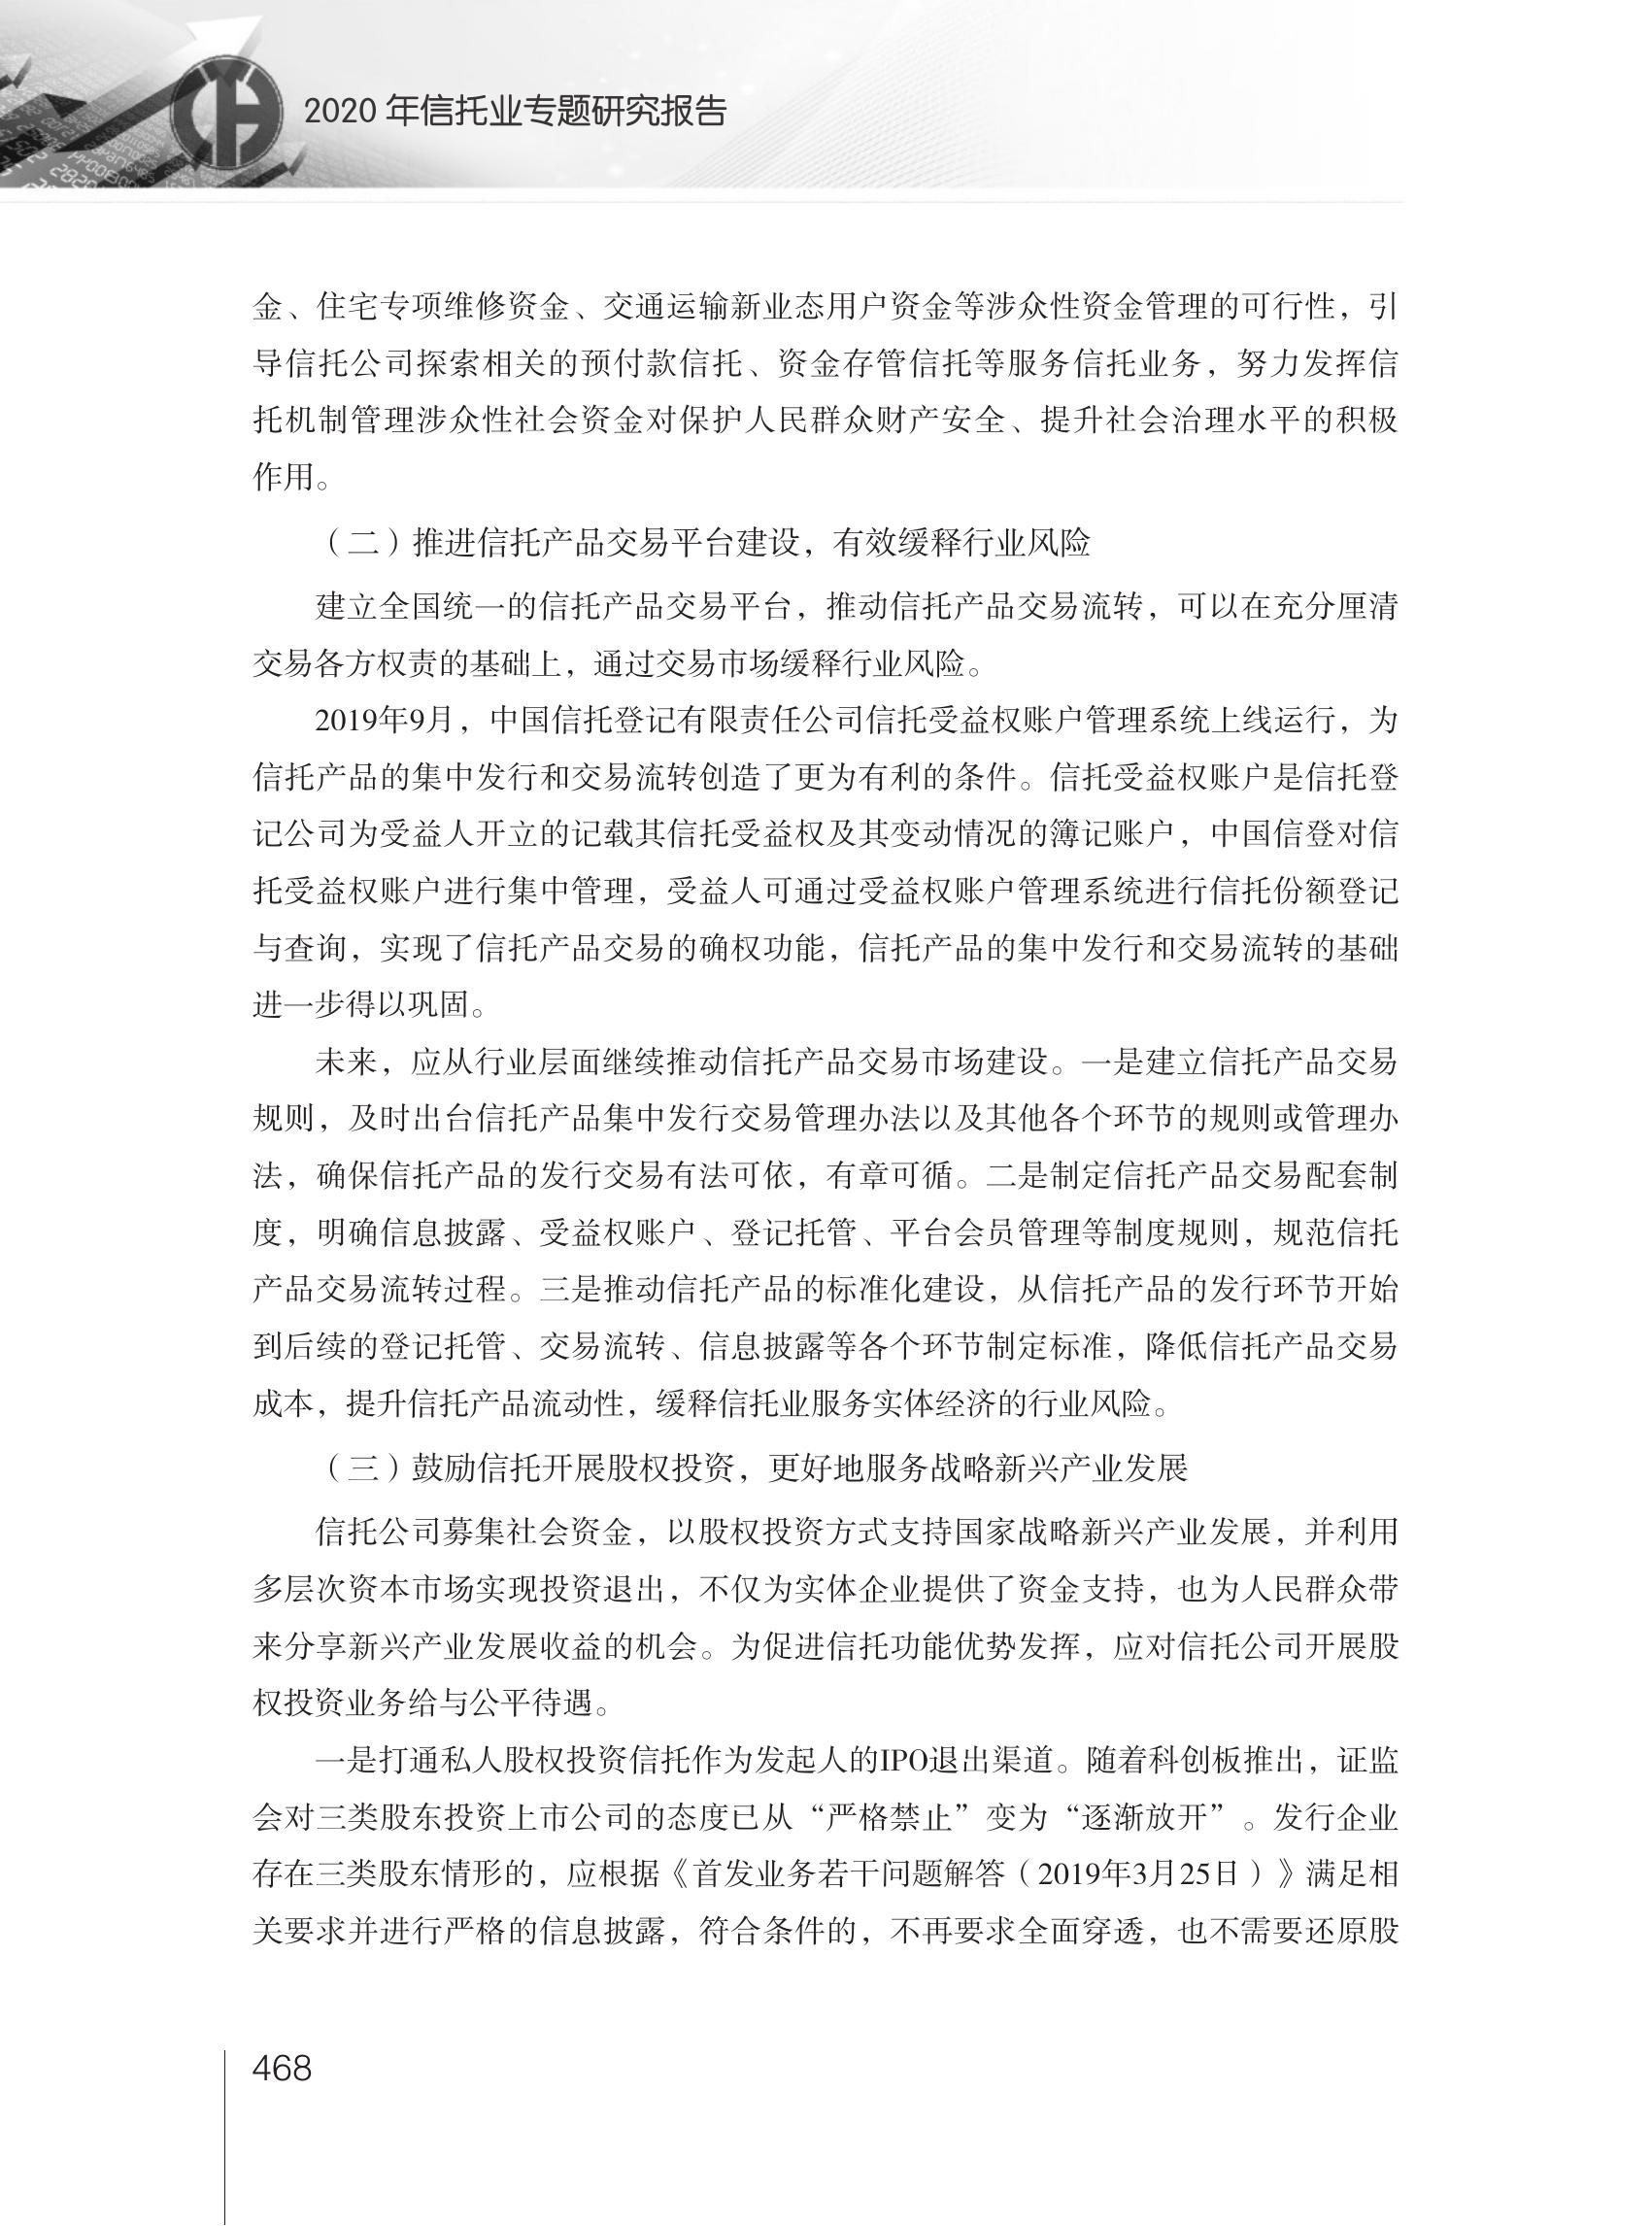 2020 年信托业专题研究报告
金、住宅专项维修资金、交通运输新业态用户资金等涉众性资金管理的可行性，引
导信托公司探索相关的预付款信托、资金存管信托等服务信托业务，努力发挥信
托机制管理涉众性社会资金对保护人民群众财产安全、提升社会治理水平的积极
作用。
（二）推进信托产品交易平台建设，有效缓释行业风险
建立全国统一的信托产品交易平台，推动信托产品交易流转，可以在充分厘清
交易各方权责的基础上，通过交易市场缓释行业风险。
2019年9月，中国信托登记有限责任公司信托受益权账户管理系统上线运行，为
信托产品的集中发行和交易流转创造了更为有利的条件。信托受益权账户是信托登
记公司为受益人开立的记载其信托受益权及其变动情况的簿记账户，中国信登对信
托受益权账户进行集中管理，受益人可通过受益权账户管理系统进行信托份额登记
与查询，实现了信托产品交易的确权功能，信托产品的集中发行和交易流转的基础
进一步得以巩固。
未来，应从行业层面继续推动信托产品交易市场建设。一是建立信托产品交易
规则，及时出台信托产品集中发行交易管理办法以及其他各个环节的规则或管理办
法，确保信托产品的发行交易有法可依，有章可循。二是制定信托产品交易配套制
度，明确信息披露、受益权账户、登记托管、平台会员管理等制度规则，规范信托
产品交易流转过程。三是推动信托产品的标准化建设，从信托产品的发行环节开始
到后续的登记托管、交易流转、信息披露等各个环节制定标准，降低信托产品交易
成本，提升信托产品流动性，缓释信托业服务实体经济的行业风险。
（三）鼓励信托开展股权投资，更好地服务战略新兴产业发展
信托公司募集社会资金，以股权投资方式支持国家战略新兴产业发展，并利用
多层次资本市场实现投资退出，不仅为实体企业提供了资金支持，也为人民群众带
来分享新兴产业发展收益的机会。为促进信托功能优势发挥，应对信托公司开展股
权投资业务给与公平待遇。
一是打通私人股权投资信托作为发起人的IPO退出渠道。随着科创板推出，证监
会对三类股东投资上市公司的态度已从“严格禁止”变为“逐渐放开”。发行企业
存在三类股东情形的，应根据《首发业务若干问题解答（2019年3月25日）》满足相
关要求并进行严格的信息披露，符合条件的，不再要求全面穿透，也不需要还原股
468